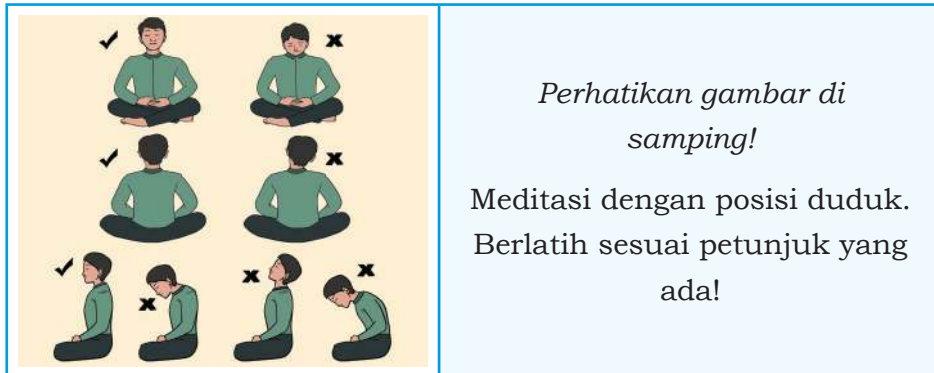 Perhatikan gambar di
samping!
Meditasi dengan posisi duduk.
Berlatih sesuai petunjuk yang
ada!